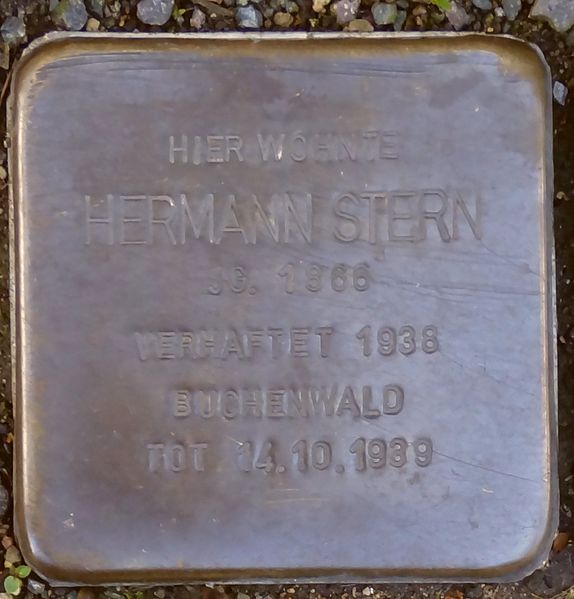 HIER WOHNTE
HERMANN STERN
JG. 1866
VERHAFTET 1938
BUCHENWALD
TOT 14.10.1939